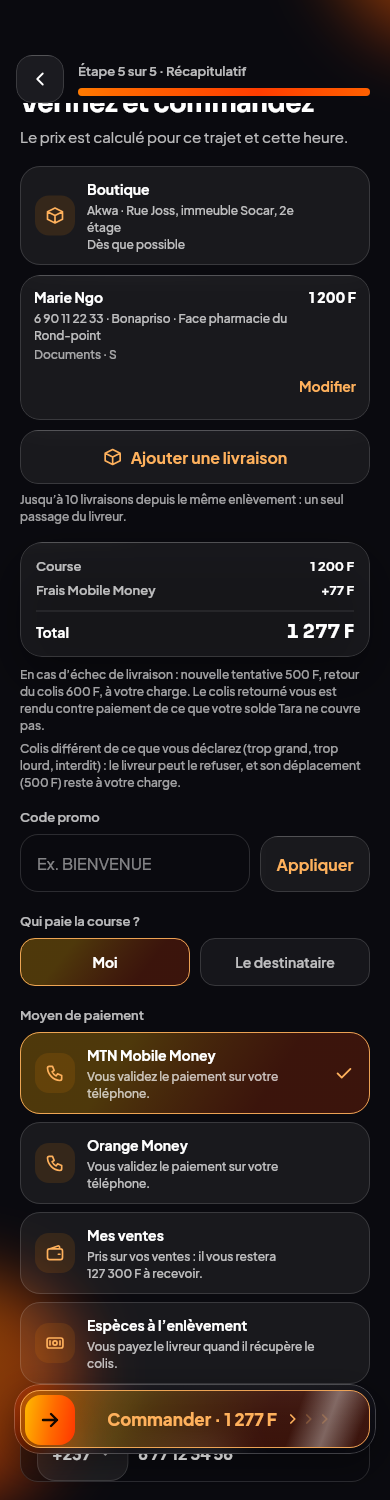 Étape 5 sur 5 · Récapitulatif
Vérifiez et commandez
Le prix est calculé pour ce trajet et cette heure.
Boutique
Akwa · Rue Joss, immeuble Socar, 2e
étage
Dès que possible
Marie Ngo 1 200 F
6 90 11 22 33 · Bonapriso · Face pharmacie du
Rond-point
Documents · S
Modifier
Ajouter une livraison
Jusqu'à 10 livraisons depuis le même enlèvement : un seul
passage du livreur.
Course 1 200 F
Frais Mobile Money +77 F
Total 1 277 F
En cas d'échec de livraison : nouvelle tentative 500 F, retour
du colis 600 F, à votre charge. Le colis retourné vous est
rendu contre paiement de ce que votre solde Tara ne couvre
pas.
Colis différent de ce que vous déclarez (trop grand, trop
lourd, interdit) : le livreur peut le refuser, et son déplacement
(500 F) reste à votre charge.
Code promo
Ex. BIENVENUE Appliquer
Qui paie la course ?
Moi Le destinataire
Moyen de paiement
MTN Mobile Money
Vous validez le paiement sur votre
téléphone.
Orange Money
Vous validez le paiement sur votre
téléphone.
Mes ventes
Pris sur vos ventes : il vous restera
127 300 F à recevoir.
Espèces à l'enlèvement
Vous payez le livreur quand il récupère le
colis.
Commander · 1 277 F
+237 6 77 12 34 56